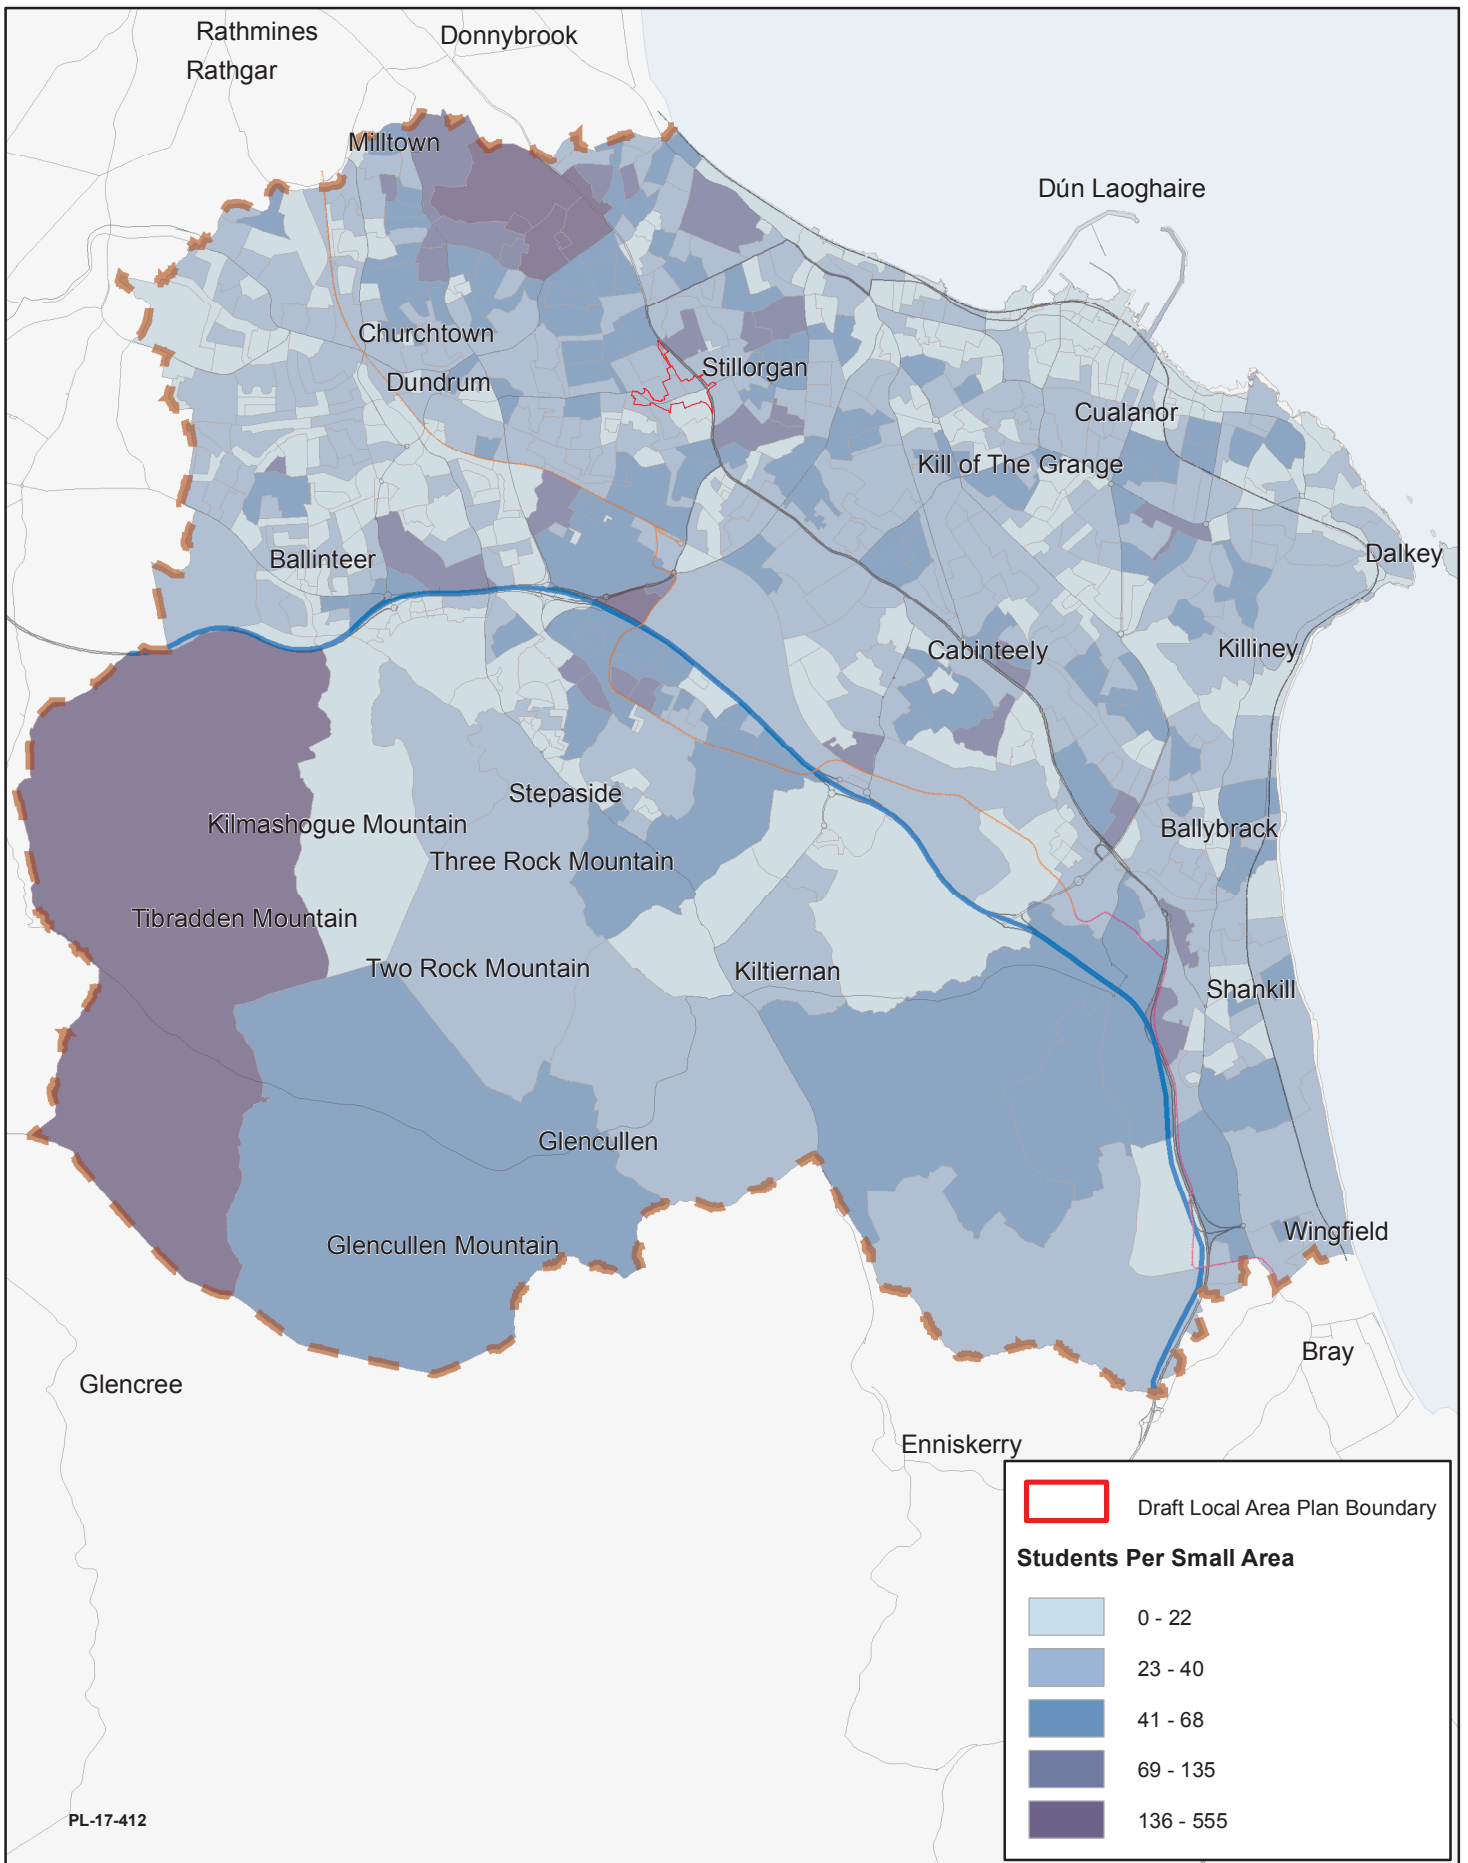 Rathmines
Donnybrook
Rathgar
Milltown
Dún Laoghaire
Churchtown
Stillorgan
Dundrum
Cualanor
Kill of The Grange
Ballinteer
Dalkey
Cabinteely
Killiney
Stepaside
Kilmashogue Mountain
Ballybrack
Three Rock Mountain
Tibradden Mountain
Two Rock Mountain
Kiltiernan
Shankill
Glencullen
Wingfield
Glencullen Mountain
Bray
Glencree
Enniskerry
Draft Local Area Plan Boundary
Students Per Small Area
0 - 22
23 - 40
41 - 68
69 - 135
136 - 555
PL-17-412